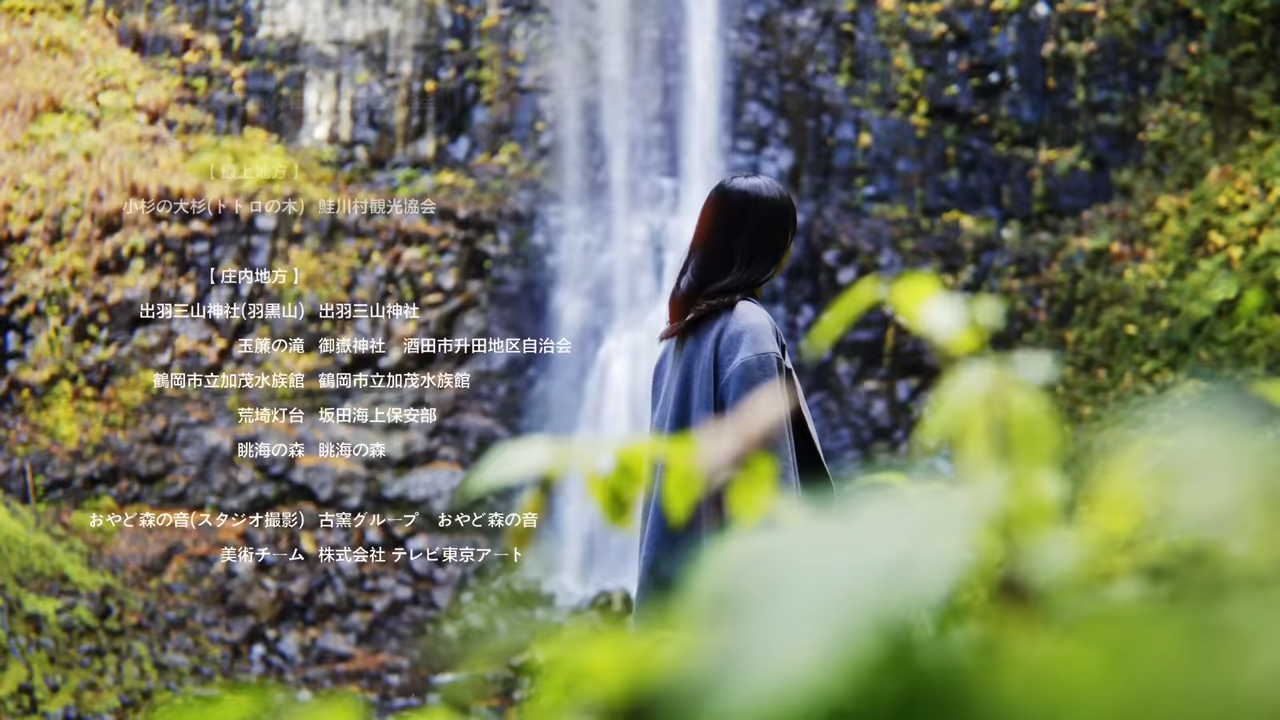 【 最上地方 】
小杉の大杉(トトロの木) 鮭川村観光協会
【 庄内地方 】
出羽三山神社(羽黒山) 出羽三山神社
玉簾の滝 御嶽神社 酒田市升田地区自治会
鶴岡市立加茂水族館 鶴岡市立加茂水族館
荒埼灯台 坂田海上保安部
眺海の森 眺海の森
おやど森の音(スタジオ撮影) 古窯グループ おやど森の音
美術チーム 株式会社 テレビ東京アート